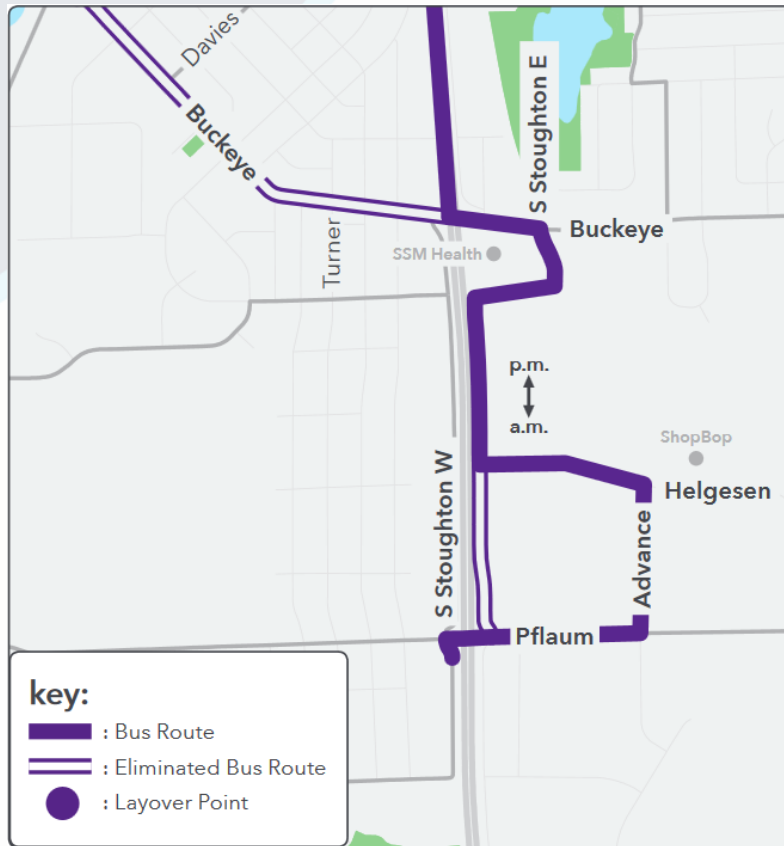 Davies
Buckeye
S Stoughton E
Buckeye
Turner
SSM Health
p.m.
a.m.
ShopBop
S Stoughton W
Helgesen
Advance
Pflaum
key:
: Bus Route
: Eliminated Bus Route
: Layover Point